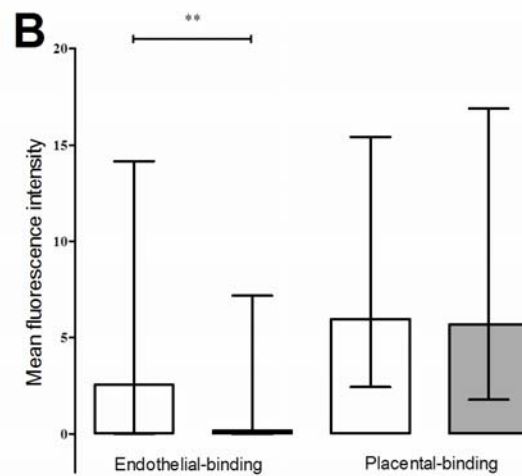 B
**
20
15
10
5
0
Mean fluorescence intensity
Endothelial-binding
Placental-binding